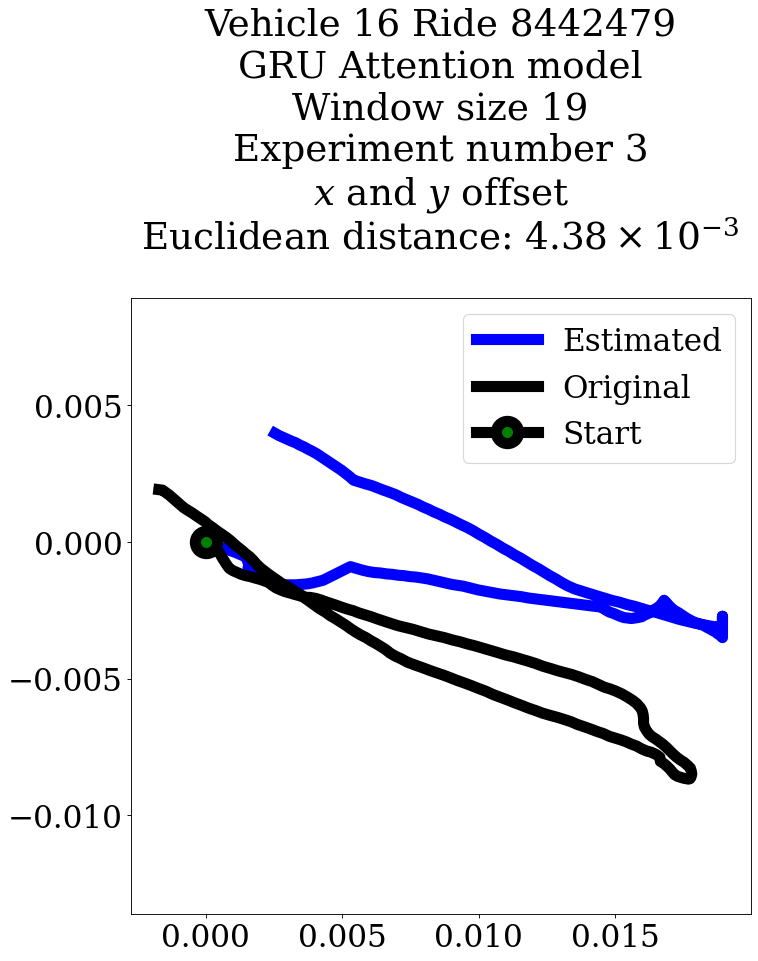 Vehicle 16 Ride 8442479
GRU Attention model
Window size 19
Experiment number 3
x and y offset
Euclidean distance: 4.38 × 10⁻³
Estimated
Original
Start
0.005
0.000
−0.005
−0.010
0.000 0.005 0.010 0.015